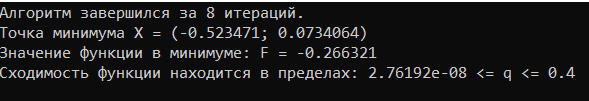 Алгоритм завершился за 8 итераций.
Точка минимума X = (-0.523471; 0.0734064)
Значение функции в минимуме: F = -0.266321
Сходимость функции находится в пределах: 2.76192e-08 <= q <= 0.4